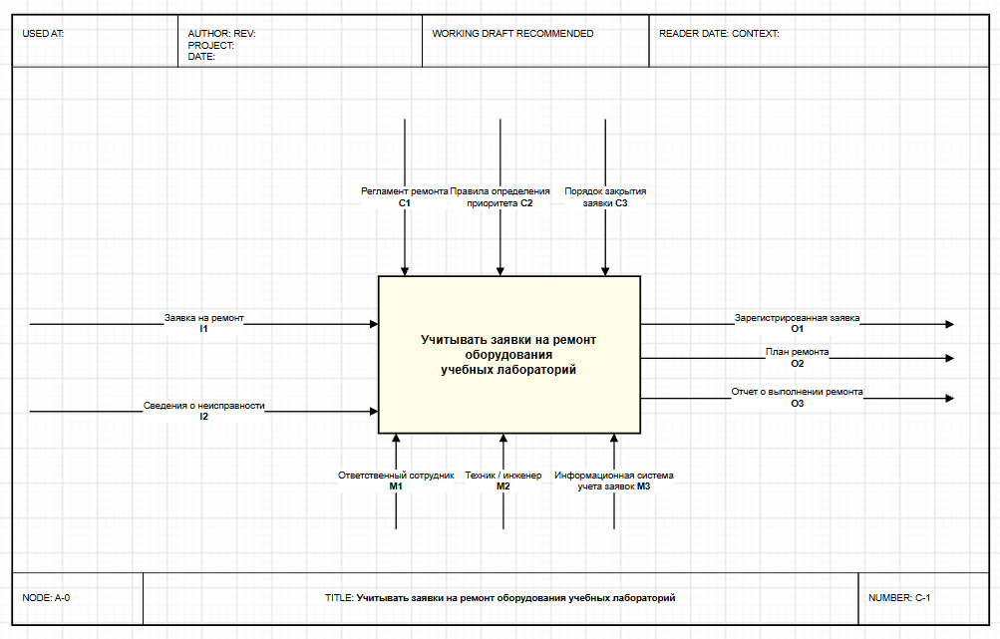 USED AT:
AUTHOR: REV:
PROJECT:
DATE:
WORKING DRAFT RECOMMENDED
READER DATE: CONTEXT:
Регламент ремонта
C1
Правила определения
приоритета C2
Порядок закрытия
заявки C3
Заявка на ремонт
I1
Сведения о неисправности
I2
Учитывать заявки на ремонт
оборудования
учебных лабораторий
Зарегистрированная заявка
O1
План ремонта
O2
Отчет о выполнении ремонта
O3
Ответственный сотрудник
M1
Техник / инженер
M2
Информационная система
учета заявок M3
NODE: A-0
TITLE: Учитывать заявки на ремонт оборудования учебных лабораторий
NUMBER: C-1